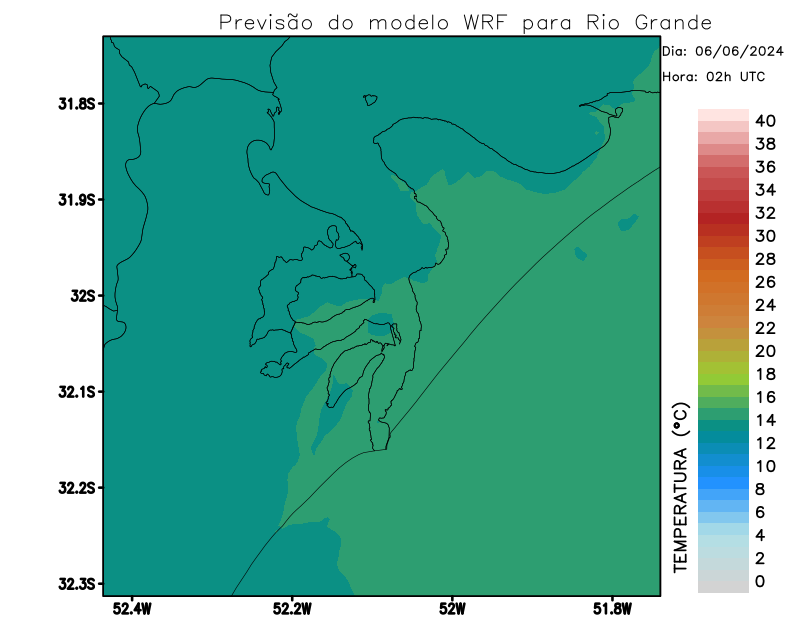 Previsão do modelo WRF para Rio Grande
Dia: 06/06/2024
Hora: 02h UTC
31.8S
31.9S
32S
32.1S
32.2S
32.3S
52.4W
52.2W
52W
51.8W
TEMPERATURA (°C)
40
38
36
34
32
30
28
26
24
22
20
18
16
14
12
10
8
6
4
2
0